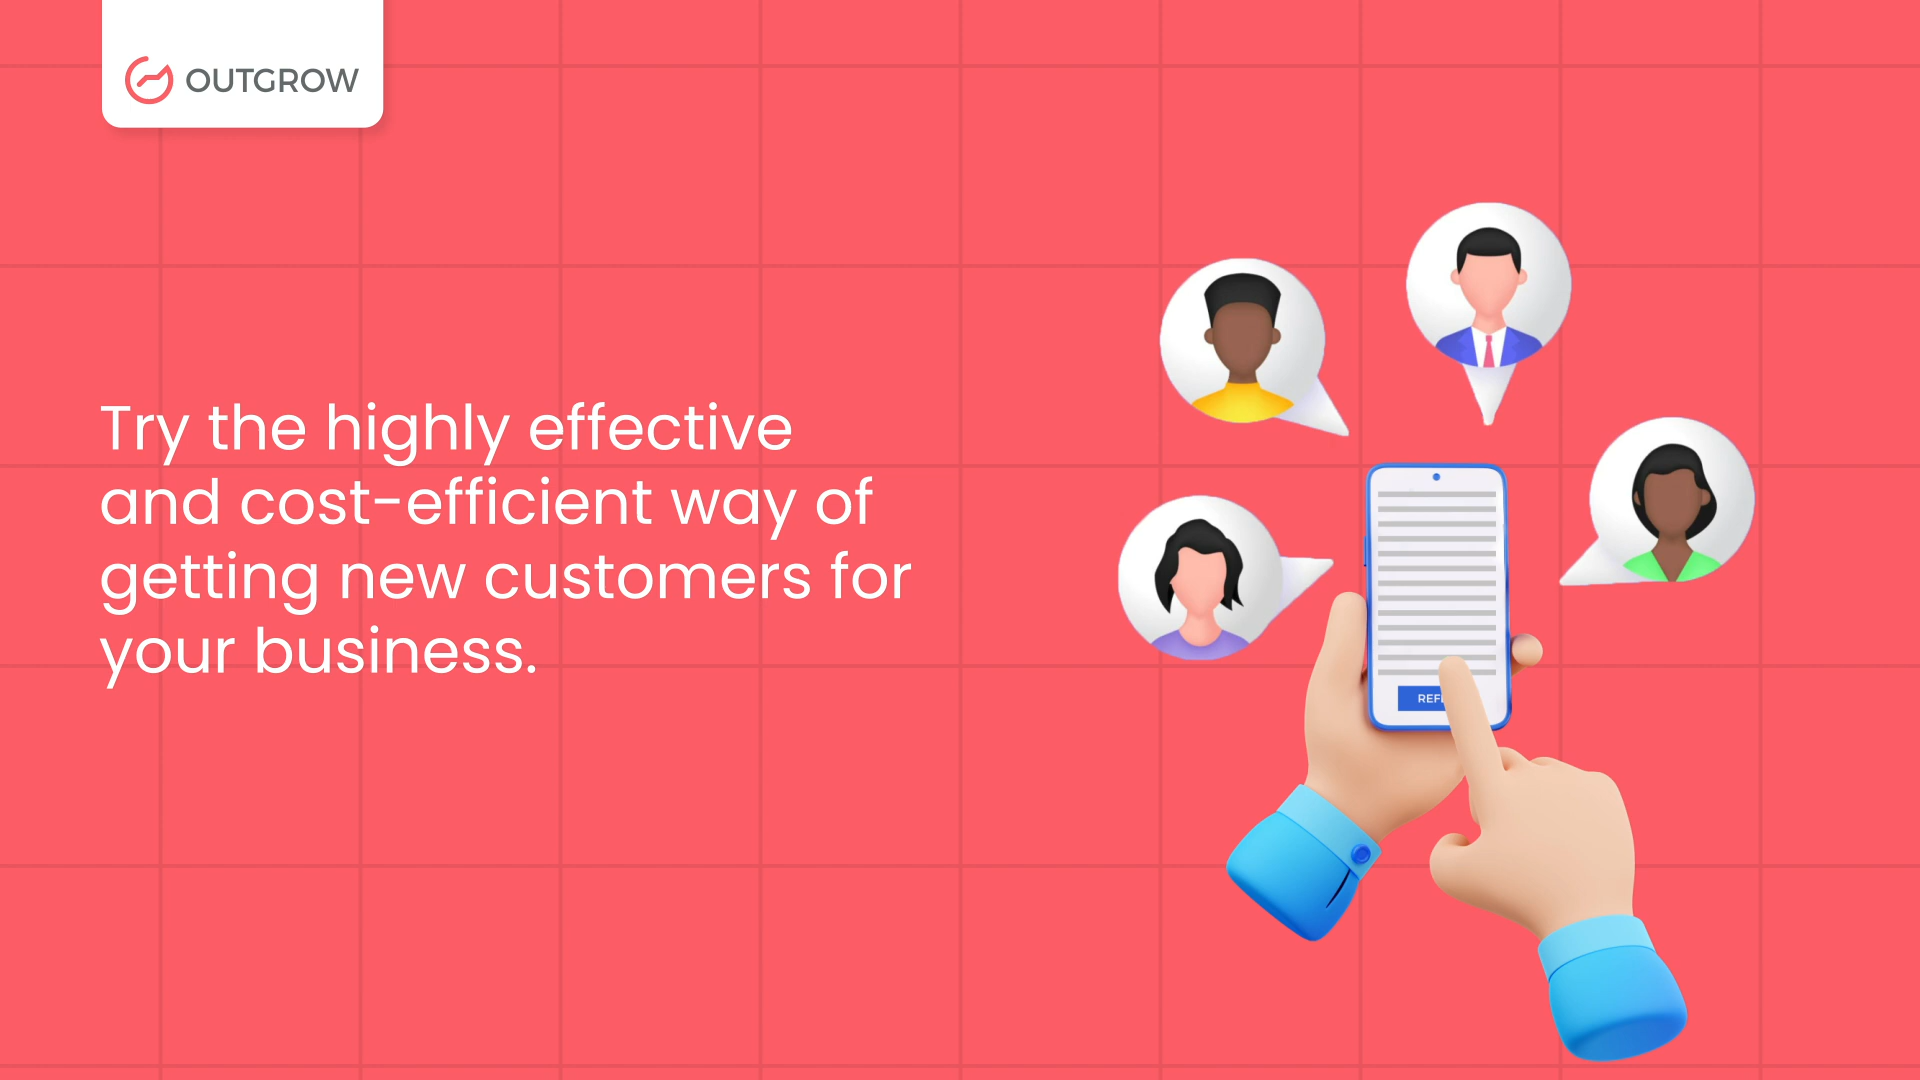 OUTGROW
Try the highly effective
and cost-efficient way of
getting new customers for
your business.